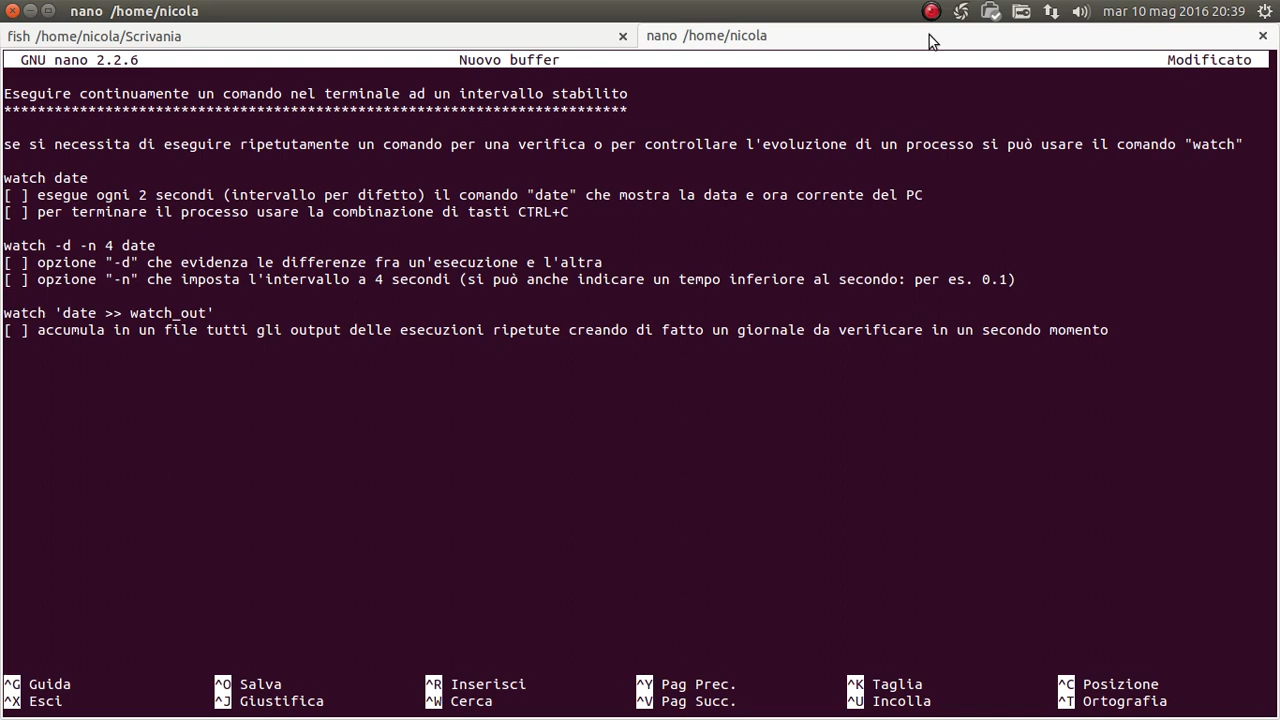 nano /home/nicola
mar 10 mag 2016 20:39
fish /home/nicola/Scrivania
nano /home/nicola
GNU nano 2.2.6 Nuovo buffer Modificato
Eseguire continuamente un comando nel terminale ad un intervallo stabilito
**************************************************************************
se si necessita di eseguire ripetutamente un comando per una verifica o per controllare l'evoluzione di un processo si può usare il comando "watch"
watch date
[ ] esegue ogni 2 secondi (intervallo per difetto) il comando "date" che mostra la data e ora corrente del PC
[ ] per terminare il processo usare la combinazione di tasti CTRL+C
watch -d -n 4 date
[ ] opzione "-d" che evidenza le differenze fra un'esecuzione e l'altra
[ ] opzione "-n" che imposta l'intervallo a 4 secondi (si può anche indicare un tempo inferiore al secondo: per es. 0.1)
watch 'date >> watch_out'
[ ] accumula in un file tutti gli output delle esecuzioni ripetute creando di fatto un giornale da verificare in un secondo momento
^G Guida ^O Salva ^R Inserisci ^Y Pag Prec. ^K Taglia ^C Posizione
^X Esci ^J Giustifica ^W Cerca ^V Pag Succ. ^U Incolla ^T Ortografia